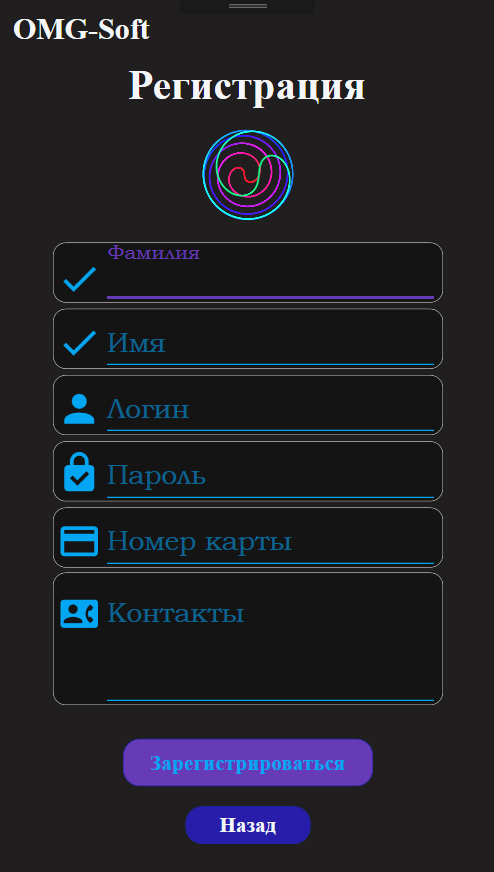 OMG-Soft
Регистрация
Фамилия
Имя
Логин
Пароль
Номер карты
Контакты
Зарегистрироваться
Назад